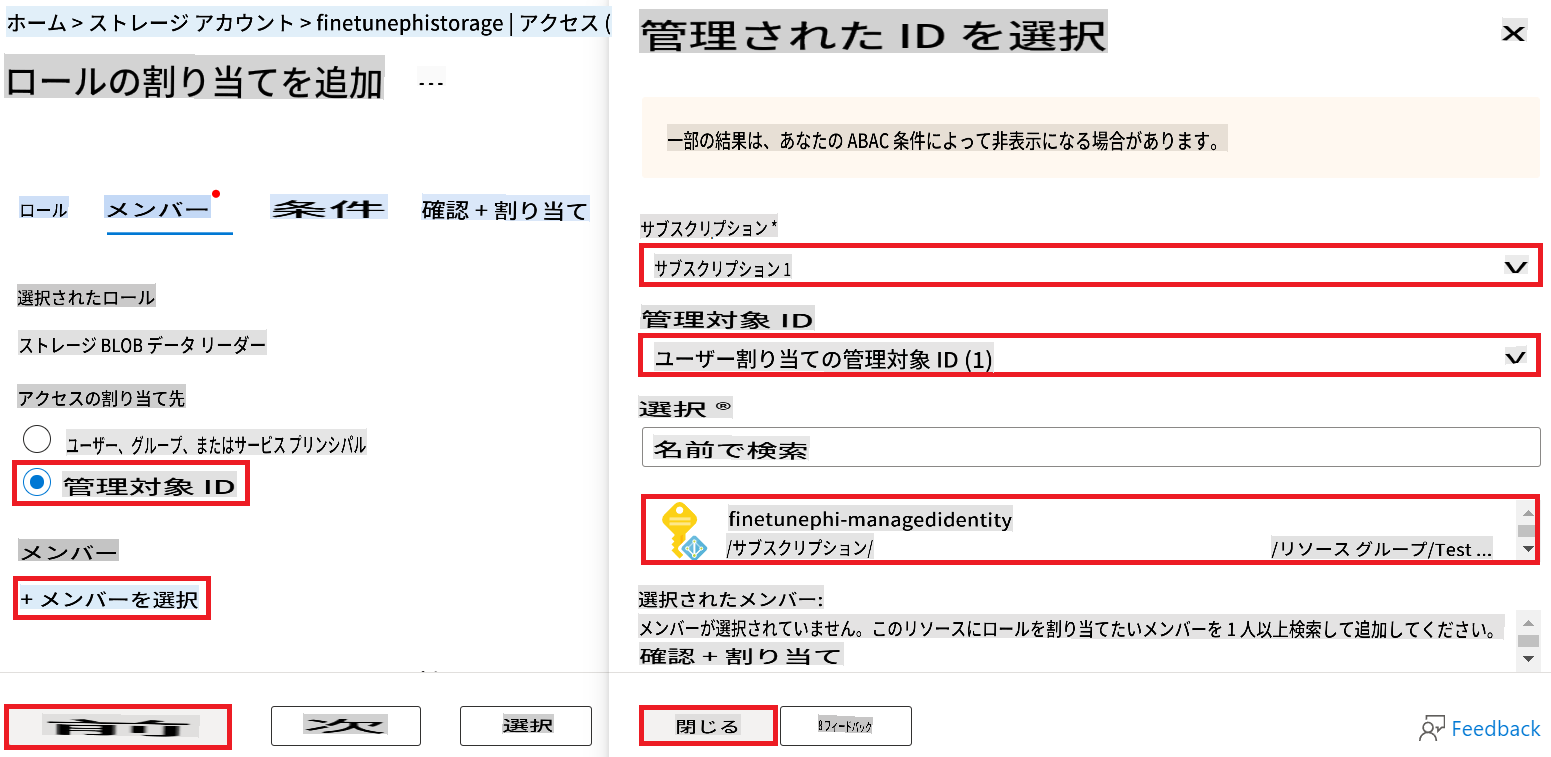 ホーム > ストレージ アカウント > finetunephistorage | アクセス (
ロールの割り当てを追加 ...
ロール メンバー 条件 確認 + 割り当て
選択されたロール
ストレージ BLOB データ リーダー
アクセスの割り当て先
ユーザー、グループ、またはサービス プリンシパル
管理対象 ID
メンバー
+ メンバーを選択
前 次 選択
管理された ID を選択 X
一部の結果は、あなたの ABAC 条件によって非表示になる場合があります。
サブスクリプション *
サブスクリプション 1
管理対象 ID
ユーザー割り当ての管理対象 ID (1)
選択 ®
名前で検索
finetunephi-managedidentity
/サブスクリプション/ /リソース グループ/Test ...
選択されたメンバー:
メンバーが選択されていません。このリソースにロールを割り当てたいメンバーを 1 人以上検索して追加してください。
確認 + 割り当て
閉じる 8 フィードバック Feedback